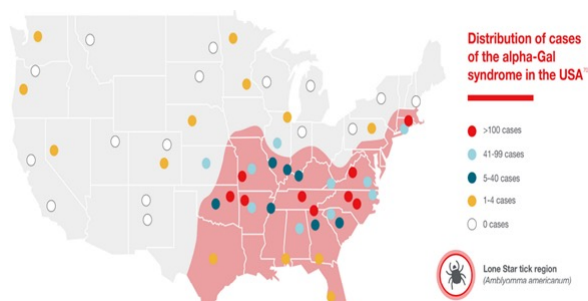 Distribution of cases
of the alpha-Gal
syndrome in the USA
>100 cases
41-99 cases
5-40 cases
1-4 cases
0 cases
Lone Star tick region
(Amblyomma americanum)